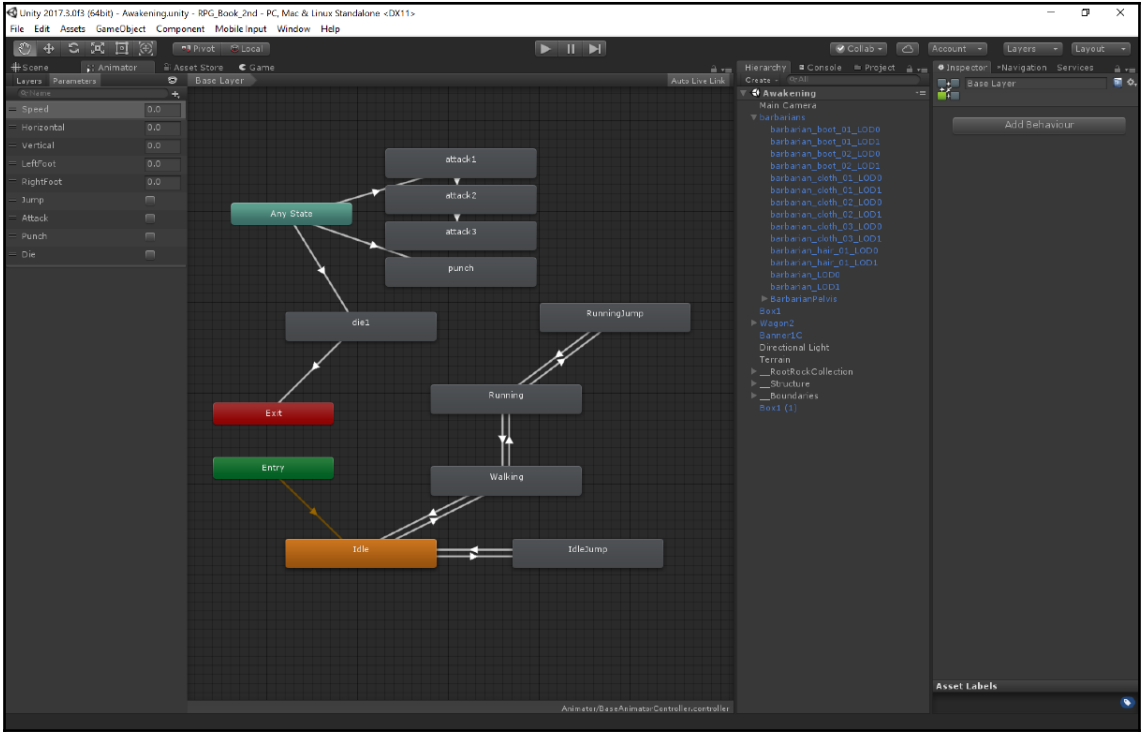 Unity 2017.3.0f3 (64bit) - Awakening.unity - RPG_Book_2nd - PC, Mac & Linux Standalone <DX11>
File Edit Assets GameObject Component Mobile Input Window Help
Pivot Local Collab Account Layers Layout
Scene Animator Asset Store Game
Layers Parameters Base Layer Auto Live Link
Name
Speed 0.0
Horizontal 0.0
Vertical 0.0
LeftFoot 0.0
RightFoot 0.0
Jump
Attack
Punch
Die
attack1
attack2
Any State
attack3
punch
RunningJump
die1
Running
Exit
Entry
Walking
Idle
IdleJump
Animator/BaseAnimatorController.controller
Hierarchy Console Project
Create All
Awakening
Main Camera
barbarians
barbarian_boot_01_LOD0
barbarian_boot_01_LOD1
barbarian_boot_02_LOD0
barbarian_boot_02_LOD1
barbarian_cloth_01_LOD0
barbarian_cloth_01_LOD1
barbarian_cloth_02_LOD0
barbarian_cloth_02_LOD1
barbarian_cloth_03_LOD0
barbarian_cloth_03_LOD1
barbarian_hair_01_LOD0
barbarian_hair_01_LOD1
barbarian_LOD0
barbarian_LOD1
BarbarianPelvis
Box1
Wagon2
Banner1C
Directional Light
Terrain
__RootRockCollection
__Structure
__Boundaries
Box1 (1)
Inspector Navigation Services
Base Layer
Add Behaviour
Asset Labels